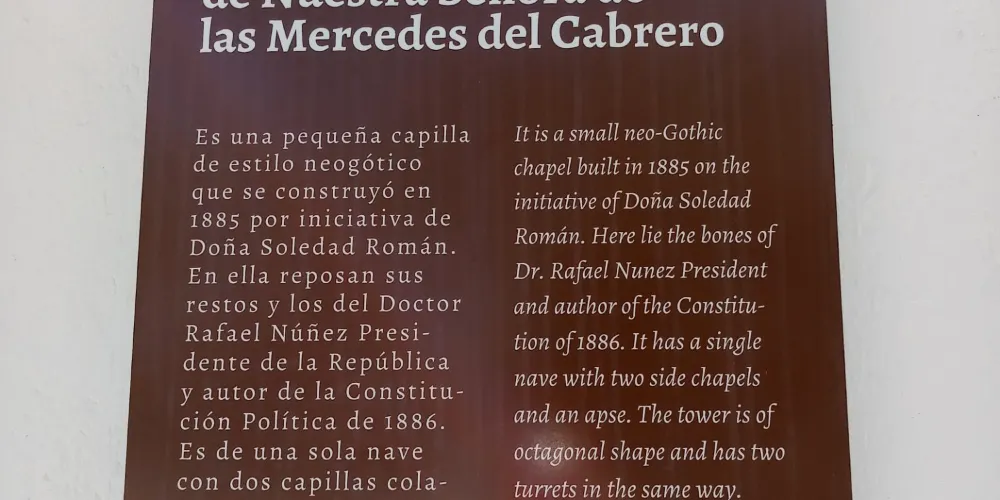 de Nuestra Señora de
las Mercedes del Cabrero
Es una pequeña capilla
de estilo neogótico
que se construyó en
1885 por iniciativa de
Doña Soledad Román.
En ella reposan sus
restos y los del Doctor
Rafael Núñez Presi-
dente de la República
y autor de la Constitu-
ción Política de 1886.
Es de una sola nave
con dos capillas cola-
It is a small neo-Gothic
chapel built in 1885 on the
initiative of Doña Soledad
Román. Here lie the bones of
Dr. Rafael Nunez President
and author of the Constitu-
tion of 1886. It has a single
nave with two side chapels
and an apse. The tower is of
octagonal shape and has two
turrets in the same way.